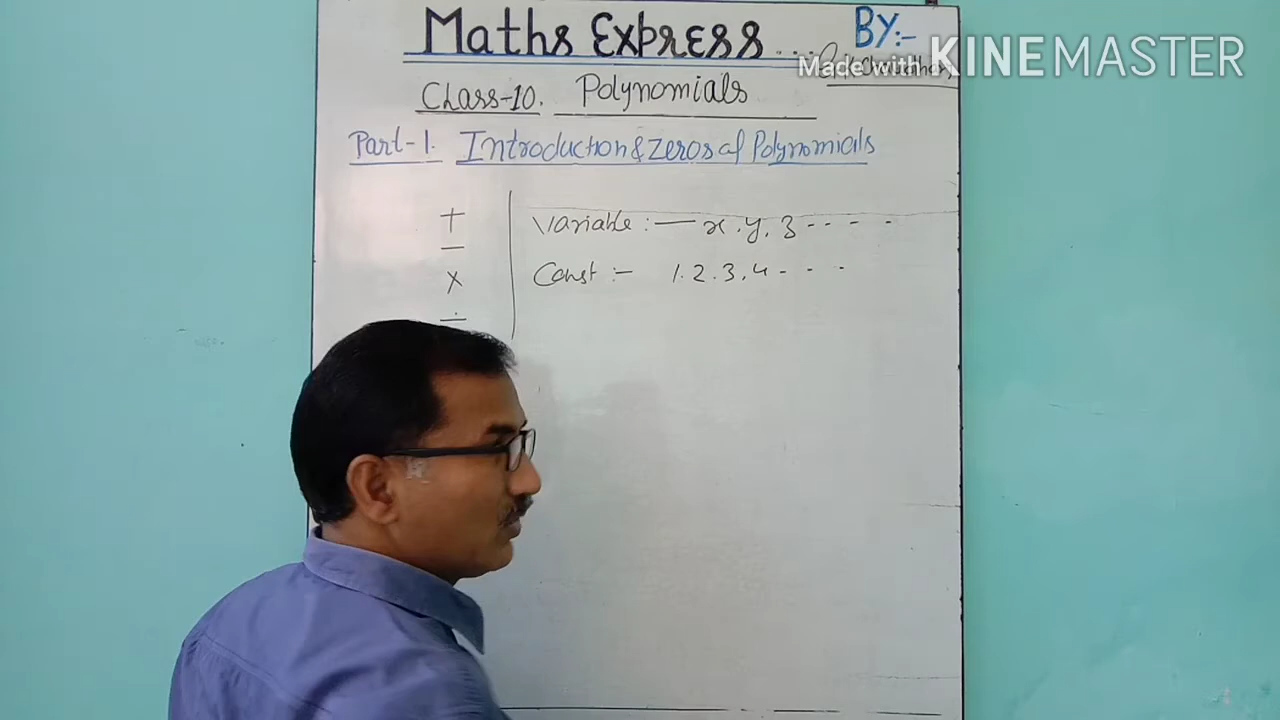 Maths Express ... BY:-
Made with KINEMASTER
Class-10. Polynomials
Part-1. Introduction & Zeros of Polynomials
+
Variable :— x, y, z - - - -
−
×
Const :- 1. 2. 3. 4 - - -
÷